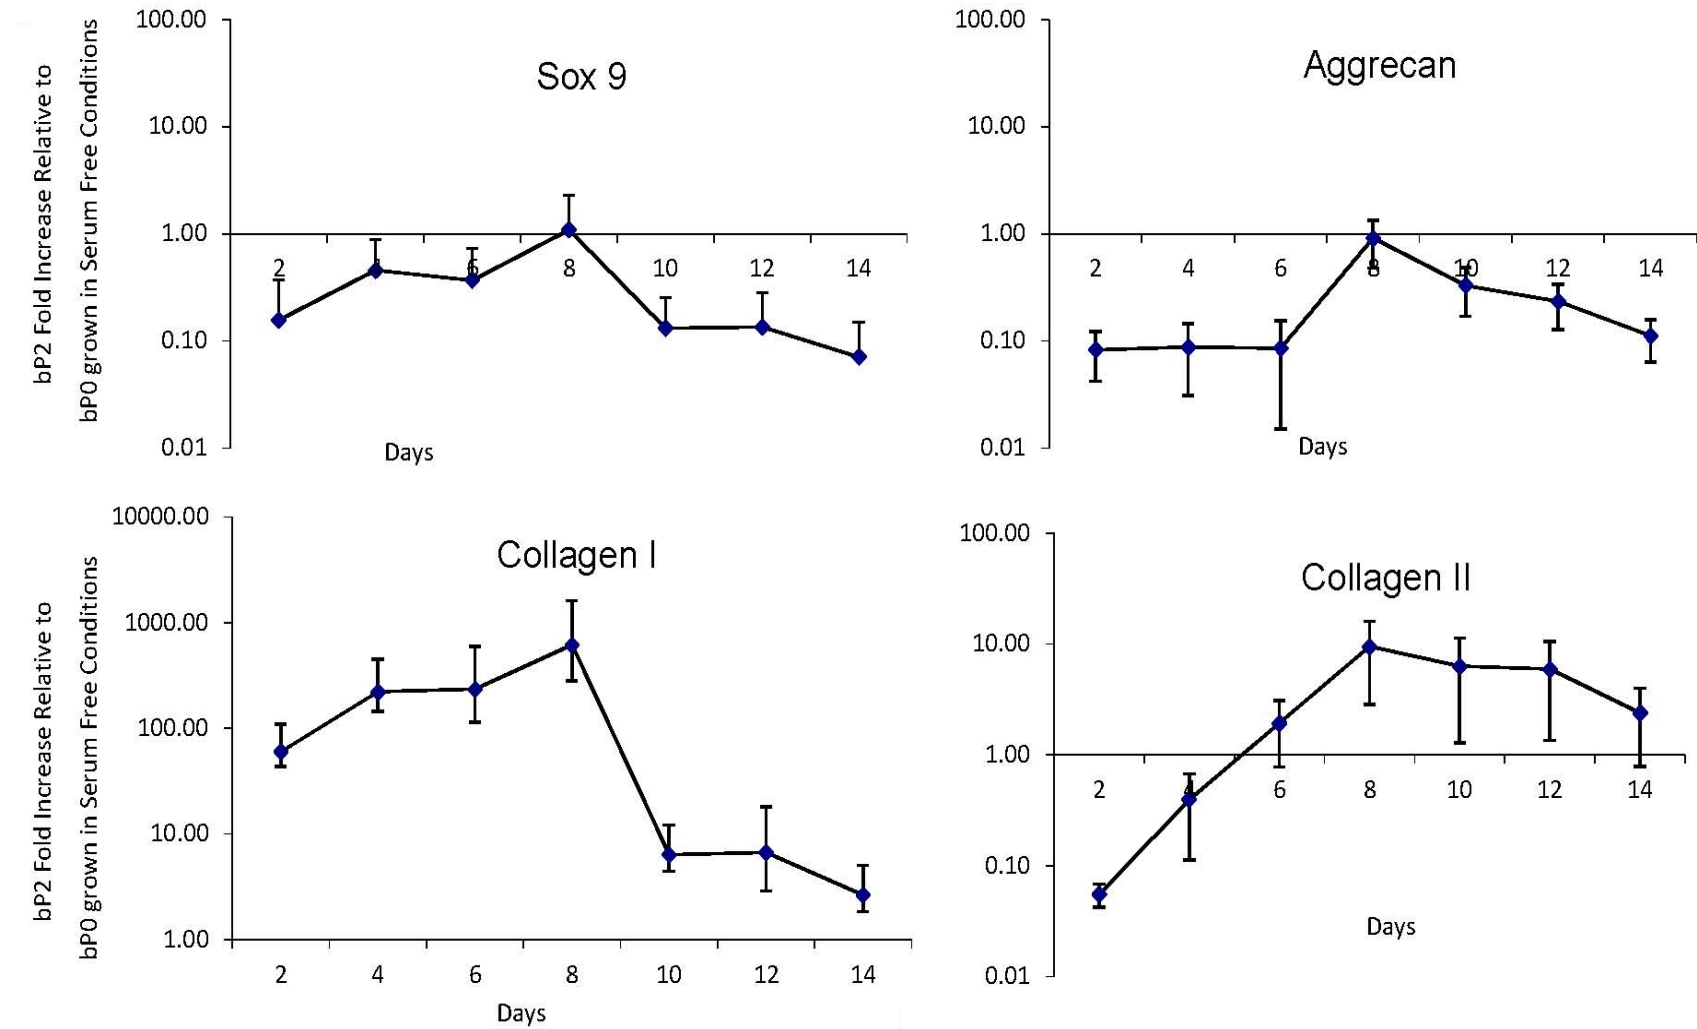 bP2 Fold Increase Relative to
bP0 grown in Serum Free Conditions
Sox 9
100.00
10.00
1.00
0.10
0.01
2 4 6 8 10 12 14
Days
Aggrecan
100.00
10.00
1.00
0.10
0.01
2 4 6 8 10 12 14
Days
bP2 Fold Increase Relative to
bP0 grown in Serum Free Conditions
Collagen I
10000.00
1000.00
100.00
10.00
1.00
2 4 6 8 10 12 14
Days
Collagen II
100.00
10.00
1.00
0.10
0.01
2 4 6 8 10 12 14
Days